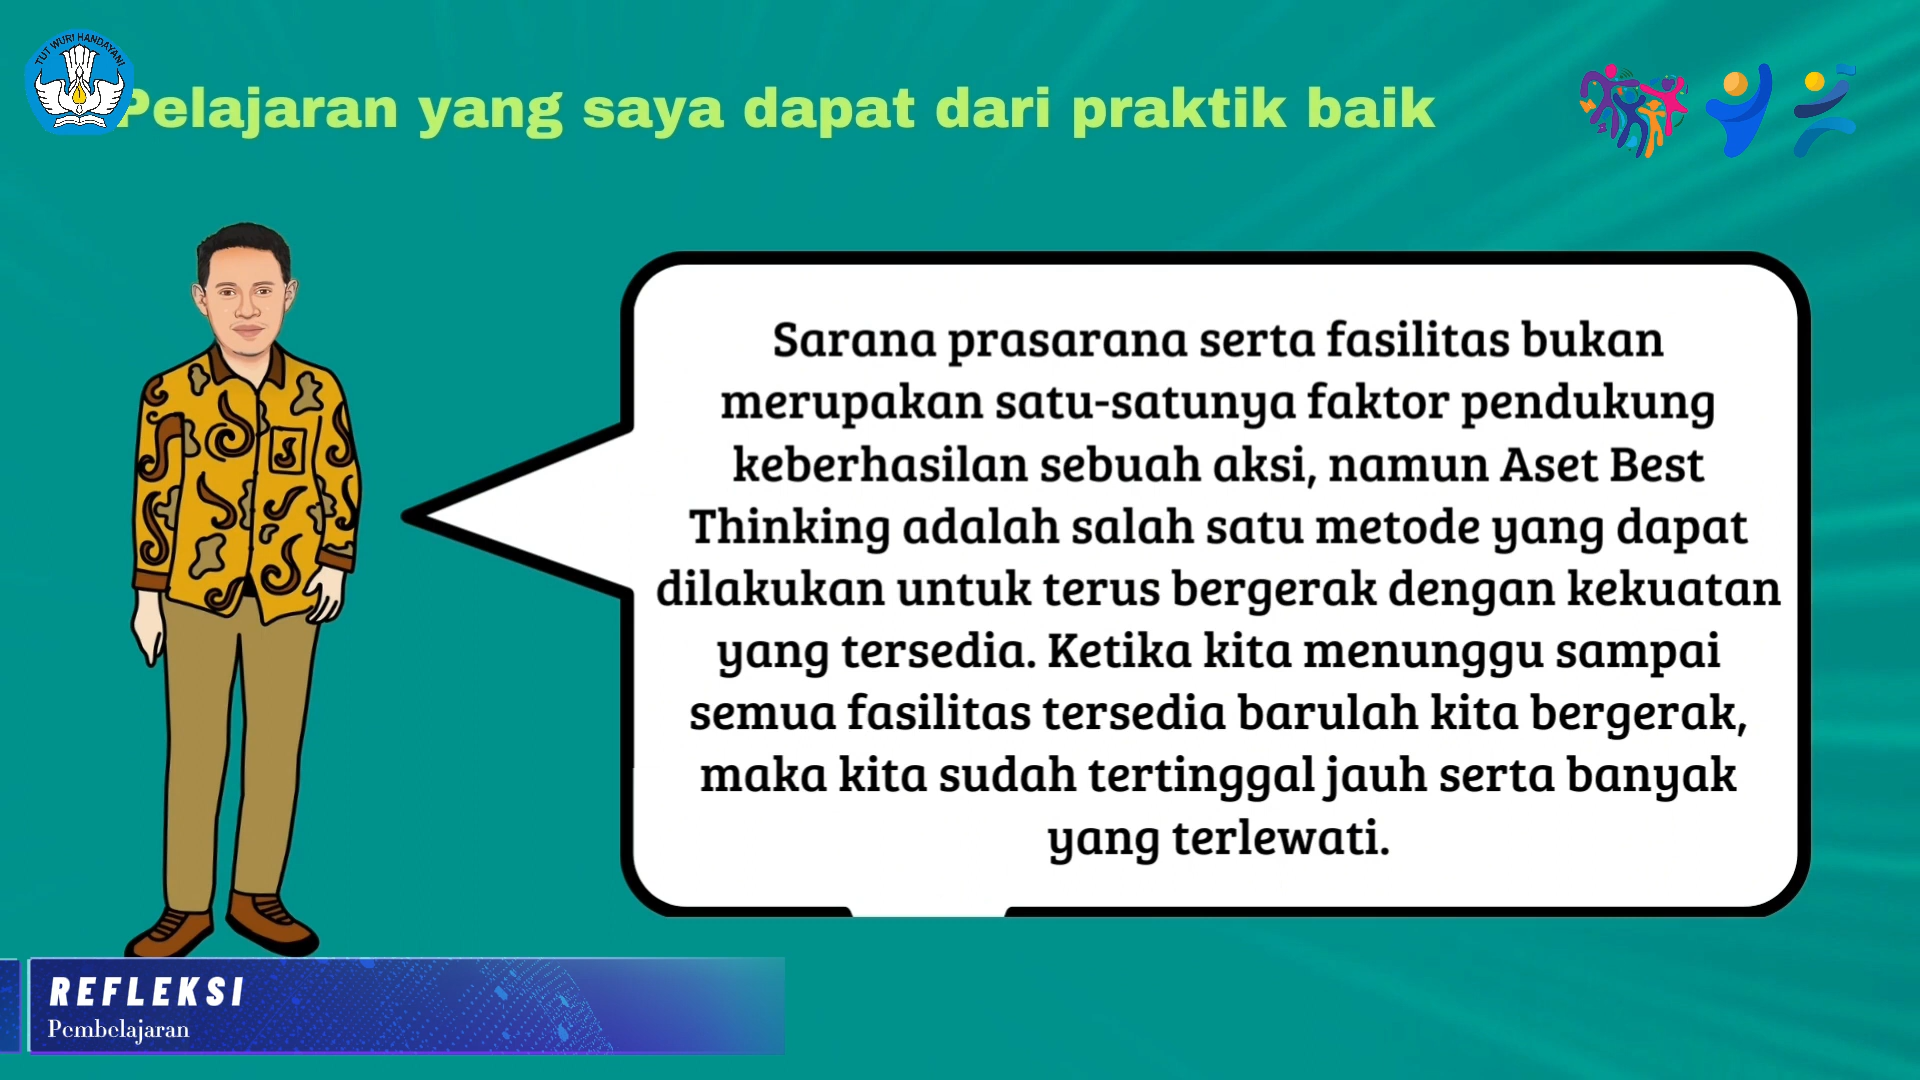 TUT WURI HANDAYANI
Pelajaran yang saya dapat dari praktik baik
Sarana prasarana serta fasilitas bukan
merupakan satu-satunya faktor pendukung
keberhasilan sebuah aksi, namun Aset Best
Thinking adalah salah satu metode yang dapat
dilakukan untuk terus bergerak dengan kekuatan
yang tersedia. Ketika kita menunggu sampai
semua fasilitas tersedia barulah kita bergerak,
maka kita sudah tertinggal jauh serta banyak
yang terlewati.
REFLEKSI
Pembelajaran